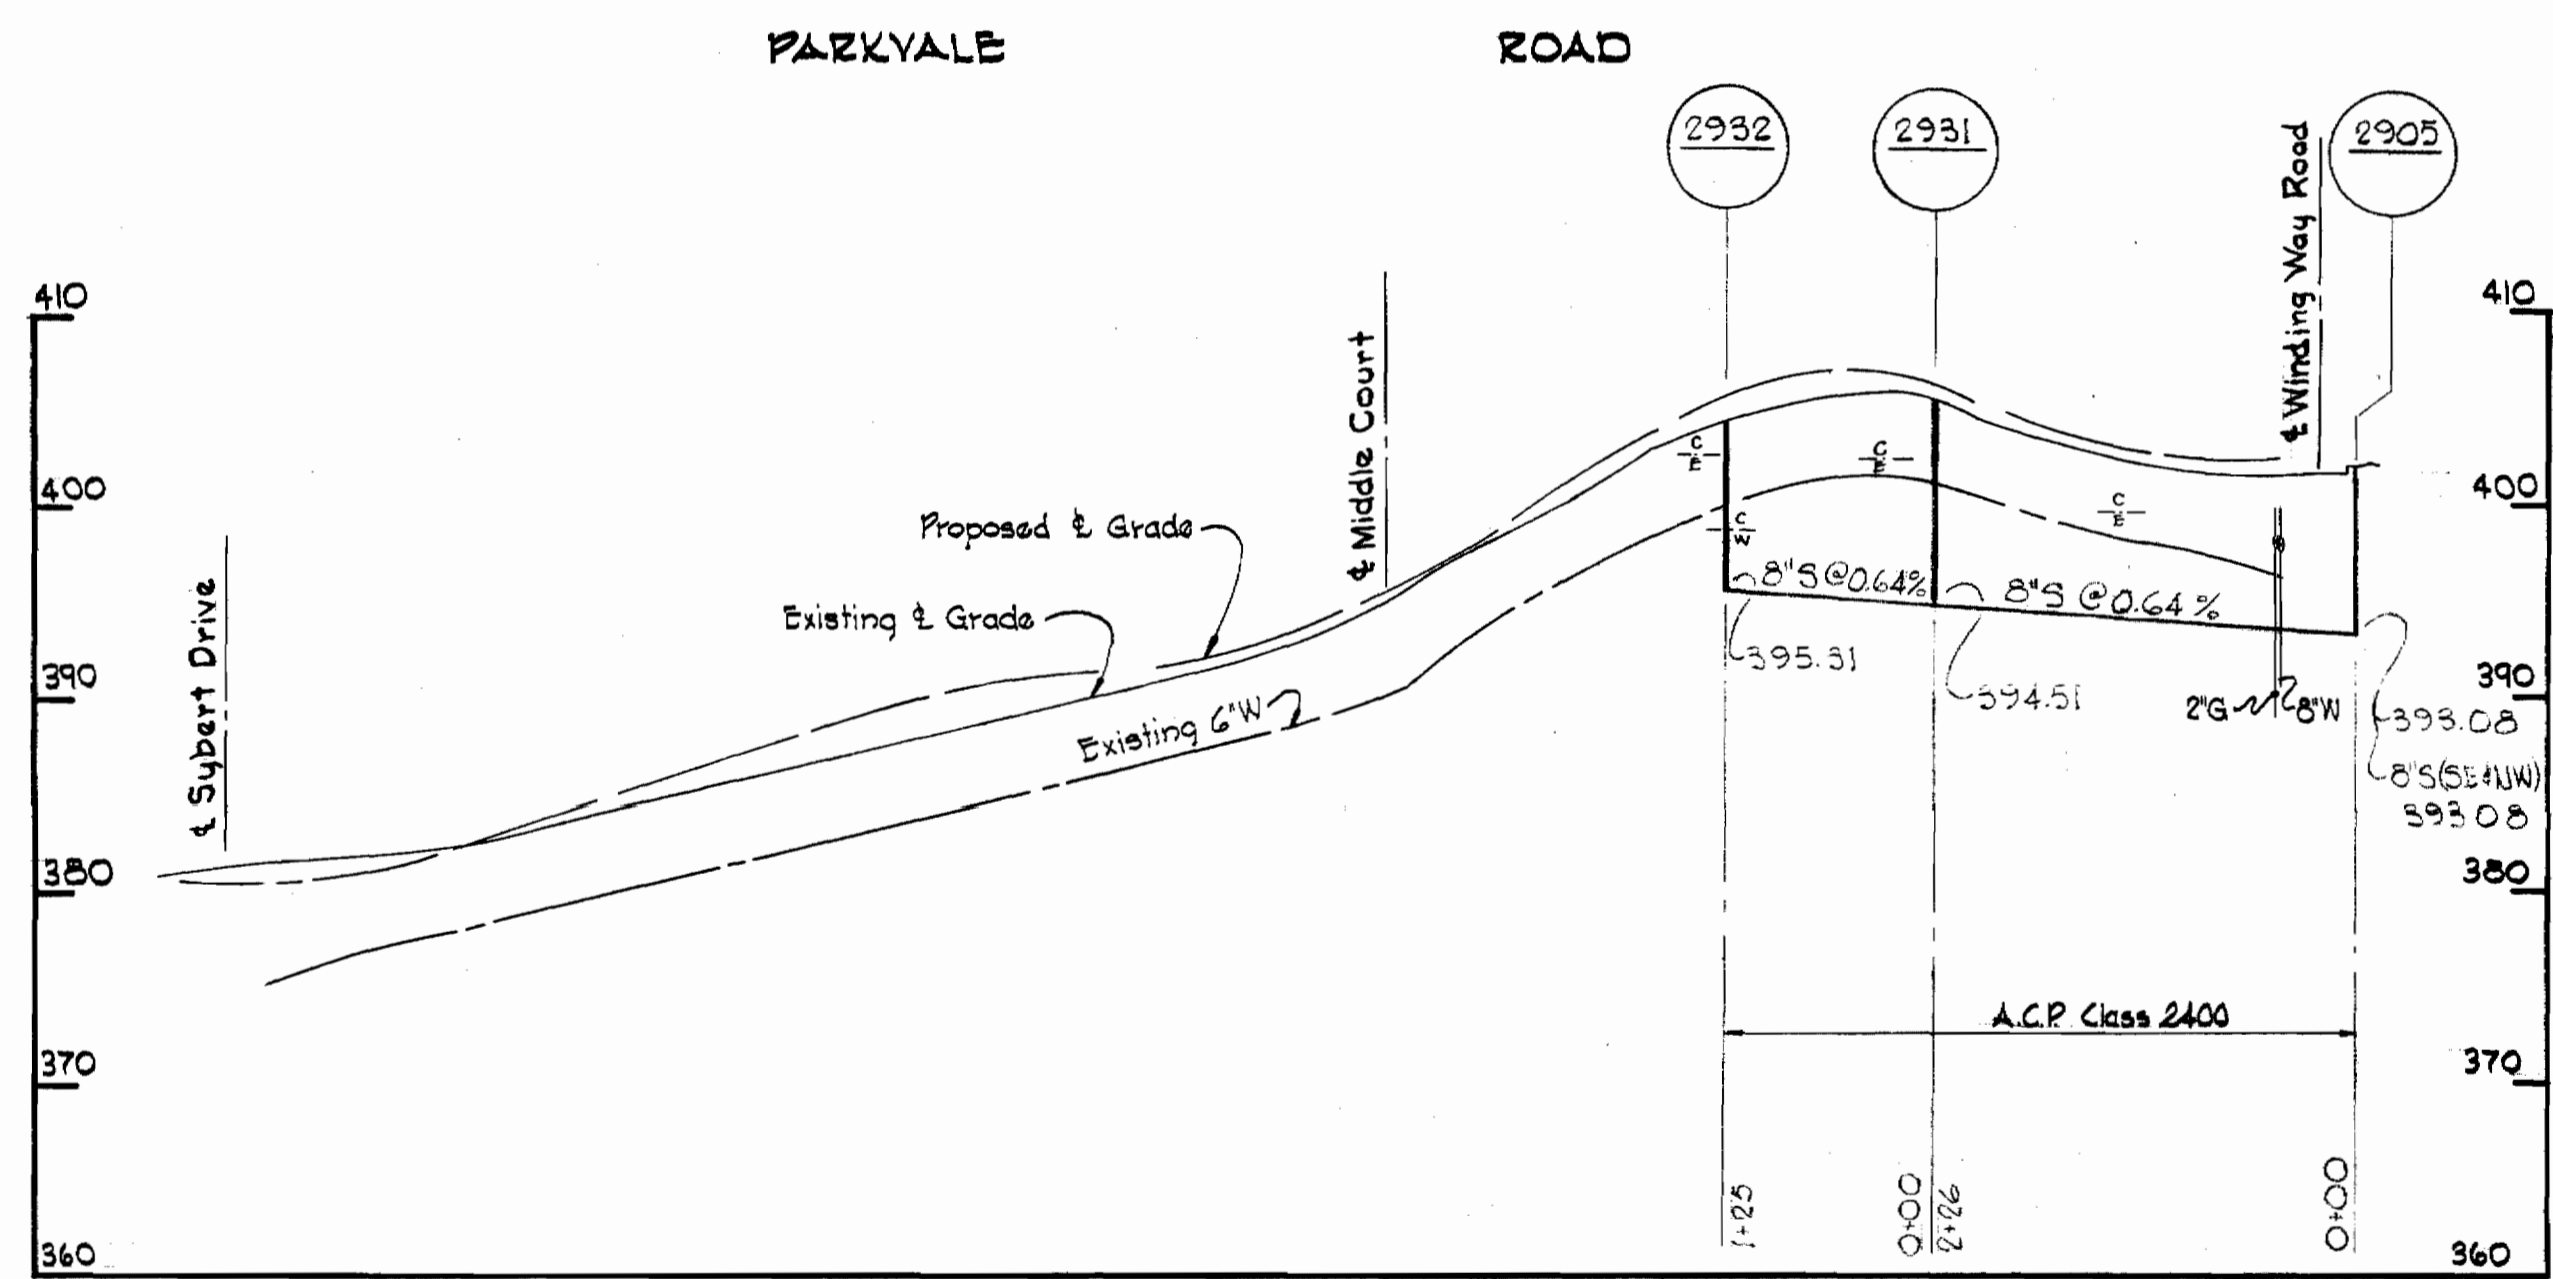 PARKVALE ROAD
2932
2931
2905
℄ Winding Way Road
410
410
℄ Middle Court
C
E
C
E
400
400
C
E
Proposed ℄ Grade
C
W
℄ Sybert Drive
8"S @0.64%
8"S @0.64%
Existing ℄ Grade
395.31
394.51
390
390
Existing 6"W
2"G
8"W
393.08
8"S(SE&NW)
393.08
380
380
A.C.P. Class 2400
370
370
1+25
0+00
2+26
0+00
360
360